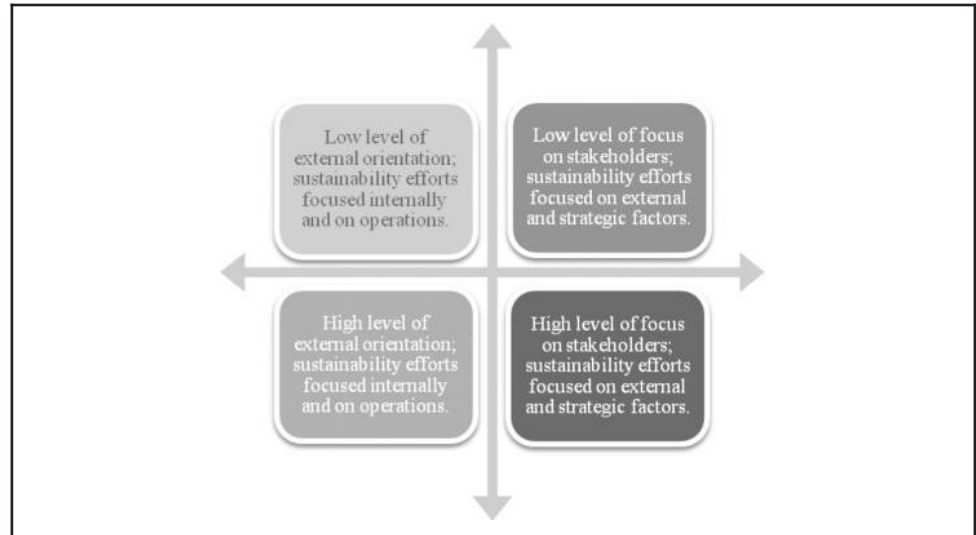 Low level of
external orientation;
sustainability efforts
focused internally
and on operations.
Low level of focus
on stakeholders;
sustainability efforts
focused on external
and strategic factors.
High level of
external orientation;
sustainability efforts
focused internally
and on operations.
High level of focus
on stakeholders;
sustainability efforts
focused on external
and strategic factors.